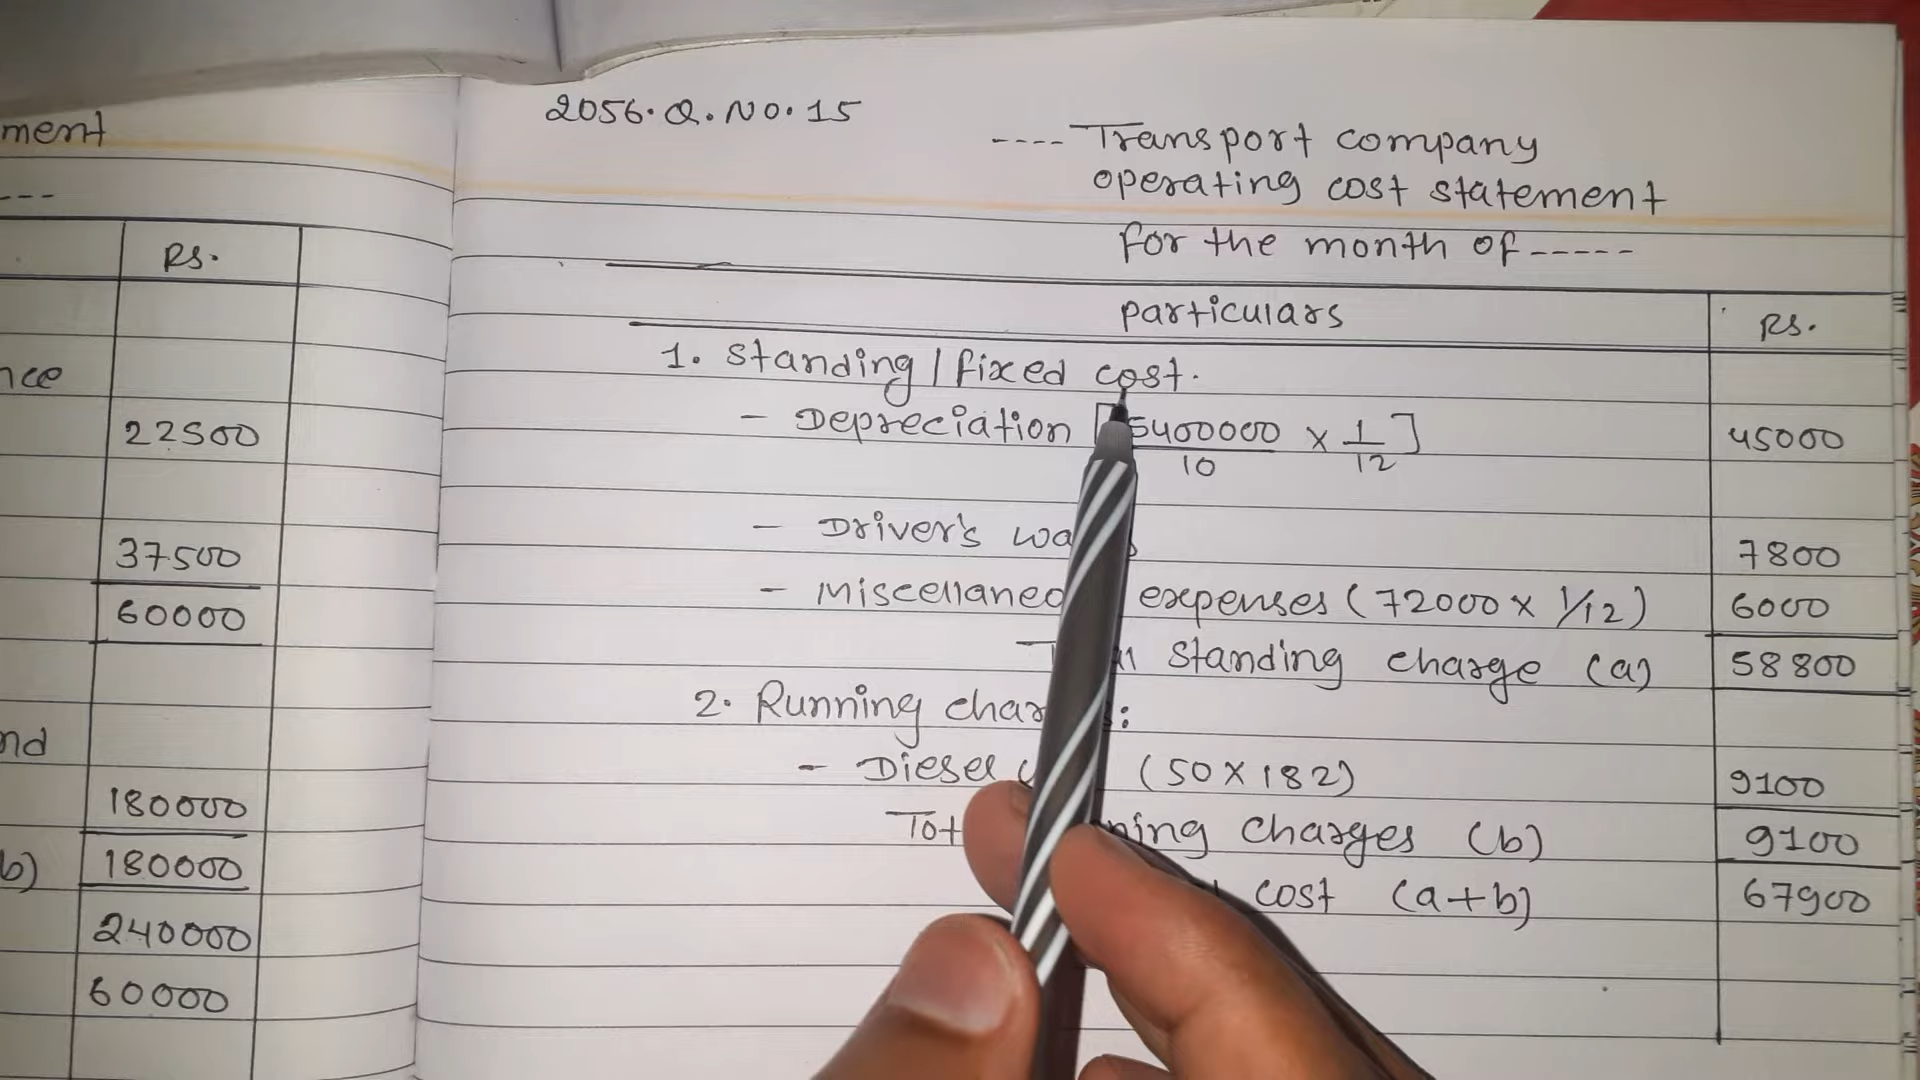 ment
---
Rs.
nce
22500
37500
60000
nd
180000
b) 180000
240000
60000
2056. Q. No. 15
---- Transport company
operating cost statement
for the month of -----
particulars Rs.
1. Standing / fixed cost.
- Depreciation [5400000 × 1 ] 45000
10 12
- Driver's 7800
- expenses (72000 × 1/12) 6000
standing charge (a) 58800
2. Running
- Diesel (50 × 182) 9100
charges (b) 9100
cost (a+b) 67900